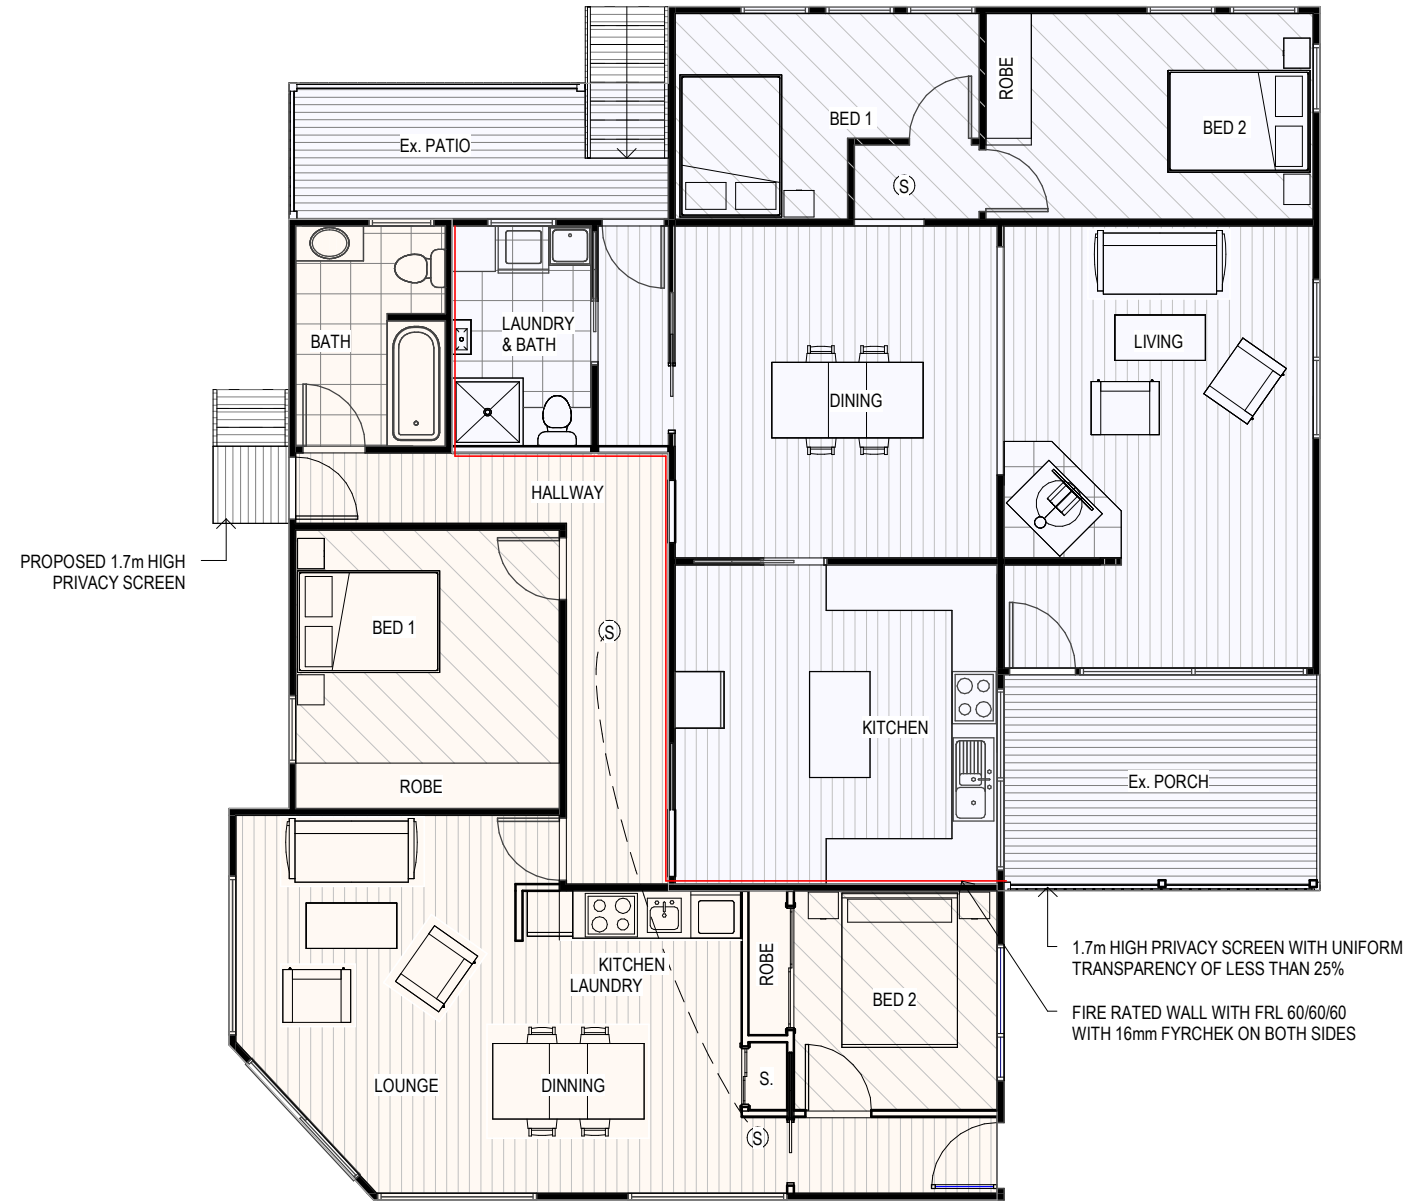 BED 1
ROBE
BED 2
Ex. PATIO
S
BATH
LAUNDRY
& BATH
DINING
LIVING
HALLWAY
PROPOSED 1.7m HIGH
PRIVACY SCREEN
BED 1
S
KITCHEN
ROBE
Ex. PORCH
1.7m HIGH PRIVACY SCREEN WITH UNIFORM
TRANSPARENCY OF LESS THAN 25%
FIRE RATED WALL WITH FRL 60/60/60
WITH 16mm FYRCHEK ON BOTH SIDES
KITCHEN
LAUNDRY
ROBE
BED 2
LOUNGE
DINNING
S.
S